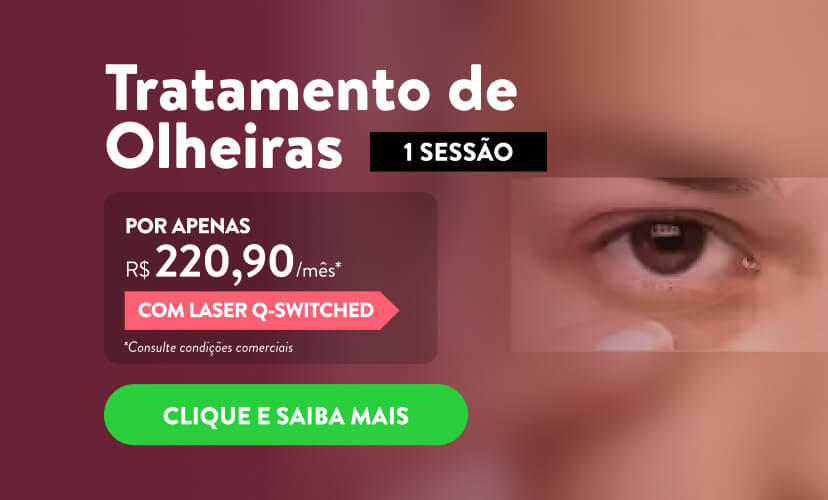 Tratamento de
Olheiras 1 SESSÃO
POR APENAS
R$ 220,90/mês*
COM LASER Q-SWITCHED
*Consulte condições comerciais
CLIQUE E SAIBA MAIS